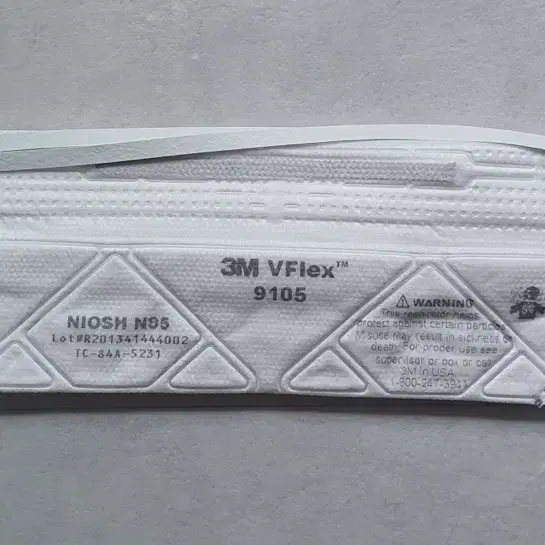 3M VFlex™
9105
NIOSH N95
Lot#R201341444002
TC-84A-5231
⚠ WARNING
This respirator helps
protect against certain particles
Misuse may result in sickness or
death. For proper use see
supervisor or box or call
3M in USA
1-800-247-3941